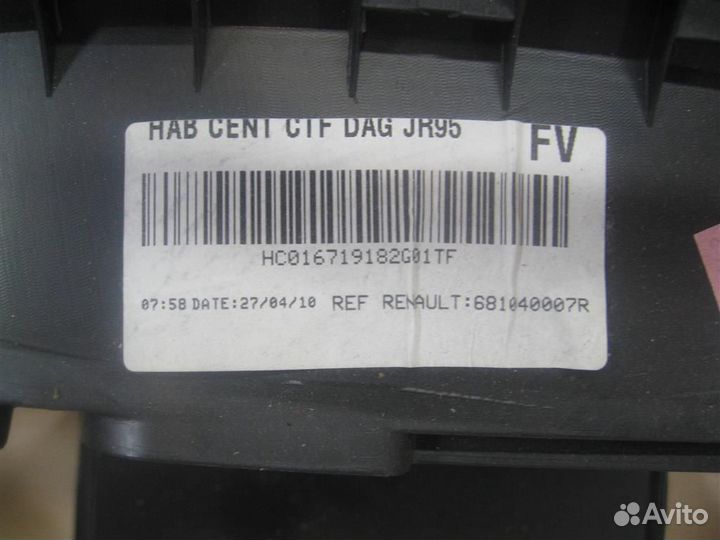 HAB CENT CTF DAG JR95
FV
HC016719182G01TF
07:58 DATE:27/04/10 REF RENAULT:681040007R
Avito